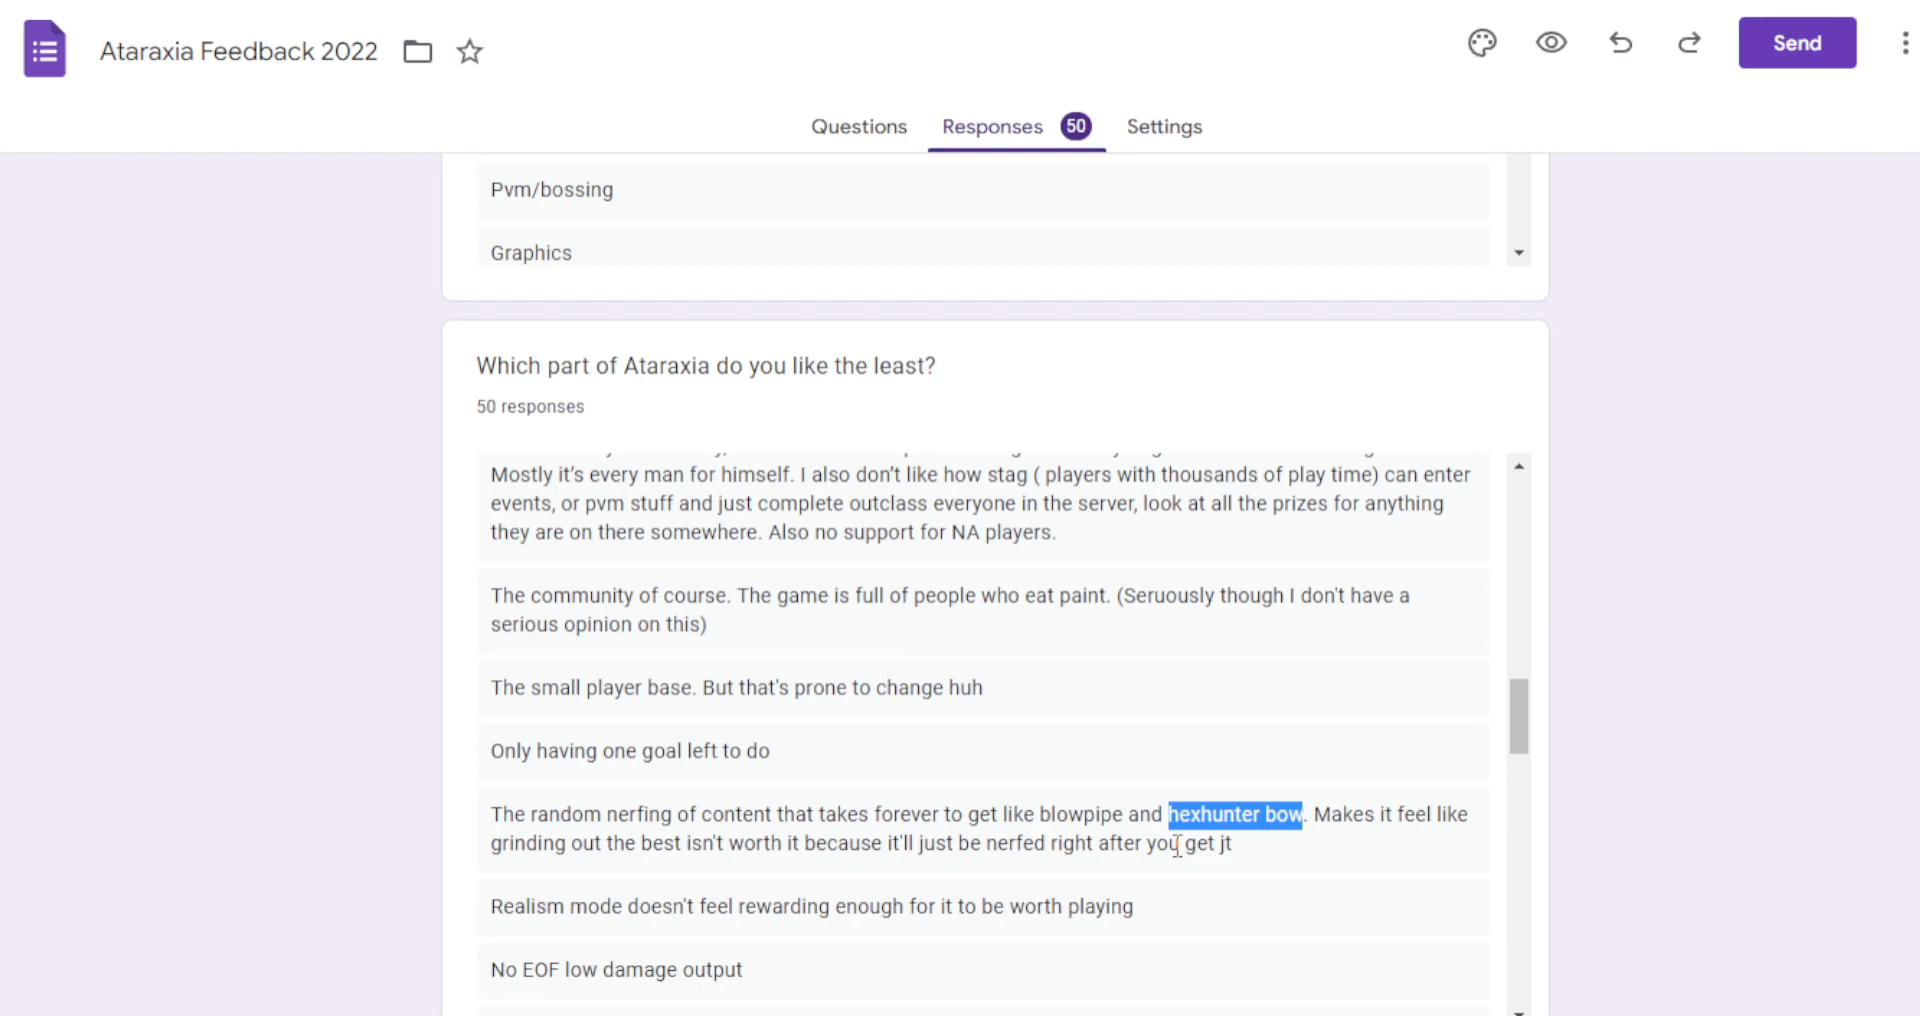 Ataraxia Feedback 2022
Send
Questions
Responses 50
Settings
Pvm/bossing
Graphics
Which part of Ataraxia do you like the least?
50 responses
Mostly it's every man for himself. I also don't like how stag ( players with thousands of play time) can enter
events, or pvm stuff and just complete outclass everyone in the server, look at all the prizes for anything
they are on there somewhere. Also no support for NA players.
The community of course. The game is full of people who eat paint. (Seruously though I don't have a
serious opinion on this)
The small player base. But that's prone to change huh
Only having one goal left to do
The random nerfing of content that takes forever to get like blowpipe and hexhunter bow. Makes it feel like
grinding out the best isn't worth it because it'll just be nerfed right after you get jt
Realism mode doesn't feel rewarding enough for it to be worth playing
No EOF low damage output